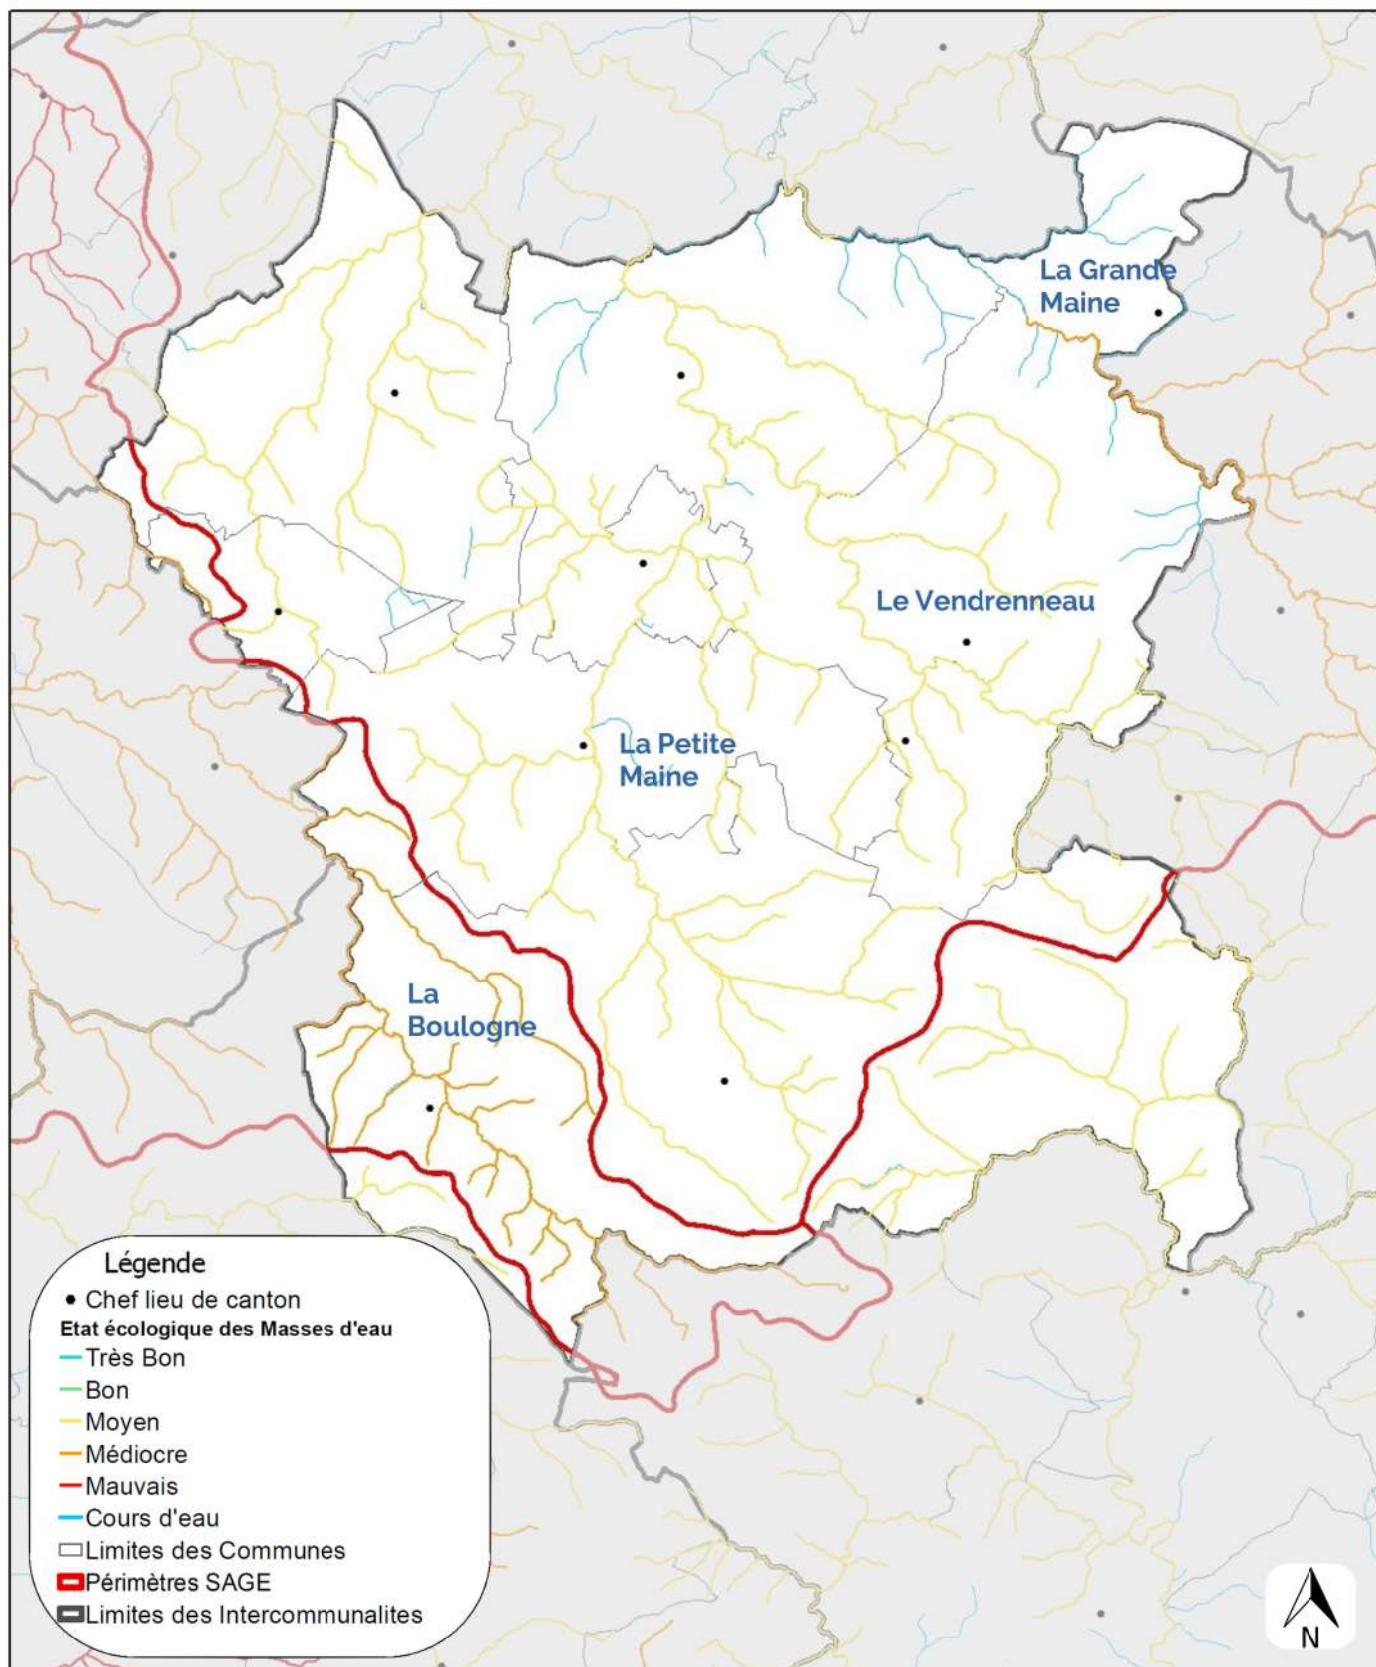 La Grande
Maine
Le Vendrenneau
La Petite
Maine
La
Boulogne
Légende
Chef lieu de canton
Etat écologique des Masses d'eau
Très Bon
Bon
Moyen
Médiocre
Mauvais
Cours d'eau
Limites des Communes
Périmètres SAGE
Limites des Intercommunalites
N